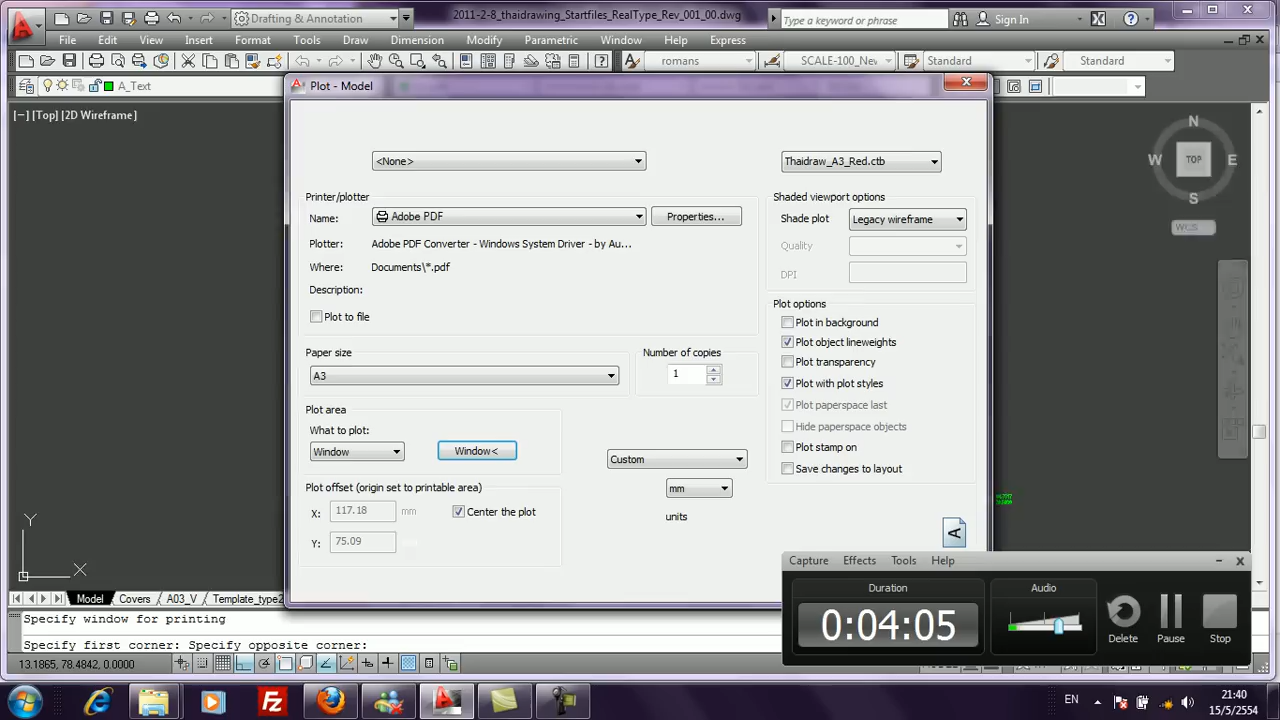 Drafting & Annotation
2011-2-8_thaidrawing_Startfiles_RealType_Rev_001_00.dwg
Type a keyword or phrase
Sign In
File Edit View Insert Format Tools Draw Dimension Modify Parametric Window Help Express
romans
SCALE-100_New
Standard
Standard
A_Text
[−] [Top] [2D Wireframe]
Plot - Model
<None>
Thaidraw_A3_Red.ctb
Printer/plotter
Name: Adobe PDF
Properties...
Plotter: Adobe PDF Converter - Windows System Driver - by Au...
Where: Documents\*.pdf
Description:
Plot to file
Shaded viewport options
Shade plot Legacy wireframe
Quality
DPI
Paper size
A3
Number of copies
1
Plot options
Plot in background
Plot object lineweights
Plot transparency
Plot with plot styles
Plot paperspace last
Hide paperspace objects
Plot stamp on
Save changes to layout
Plot area
What to plot:
Window
Window<
Custom
mm
units
Plot offset (origin set to printable area)
X: 117.18 mm
Center the plot
Y: 75.09
A
N
W TOP E
S
WCS
Y
X
Model Covers A03_V Template_type2
Specify window for printing
Specify first corner: Specify opposite corner:
13.1865, 78.4842, 0.0000
Capture Effects Tools Help
Duration
0:04:05
Audio
Delete
Pause
Stop
EN
21:40
15/5/2554